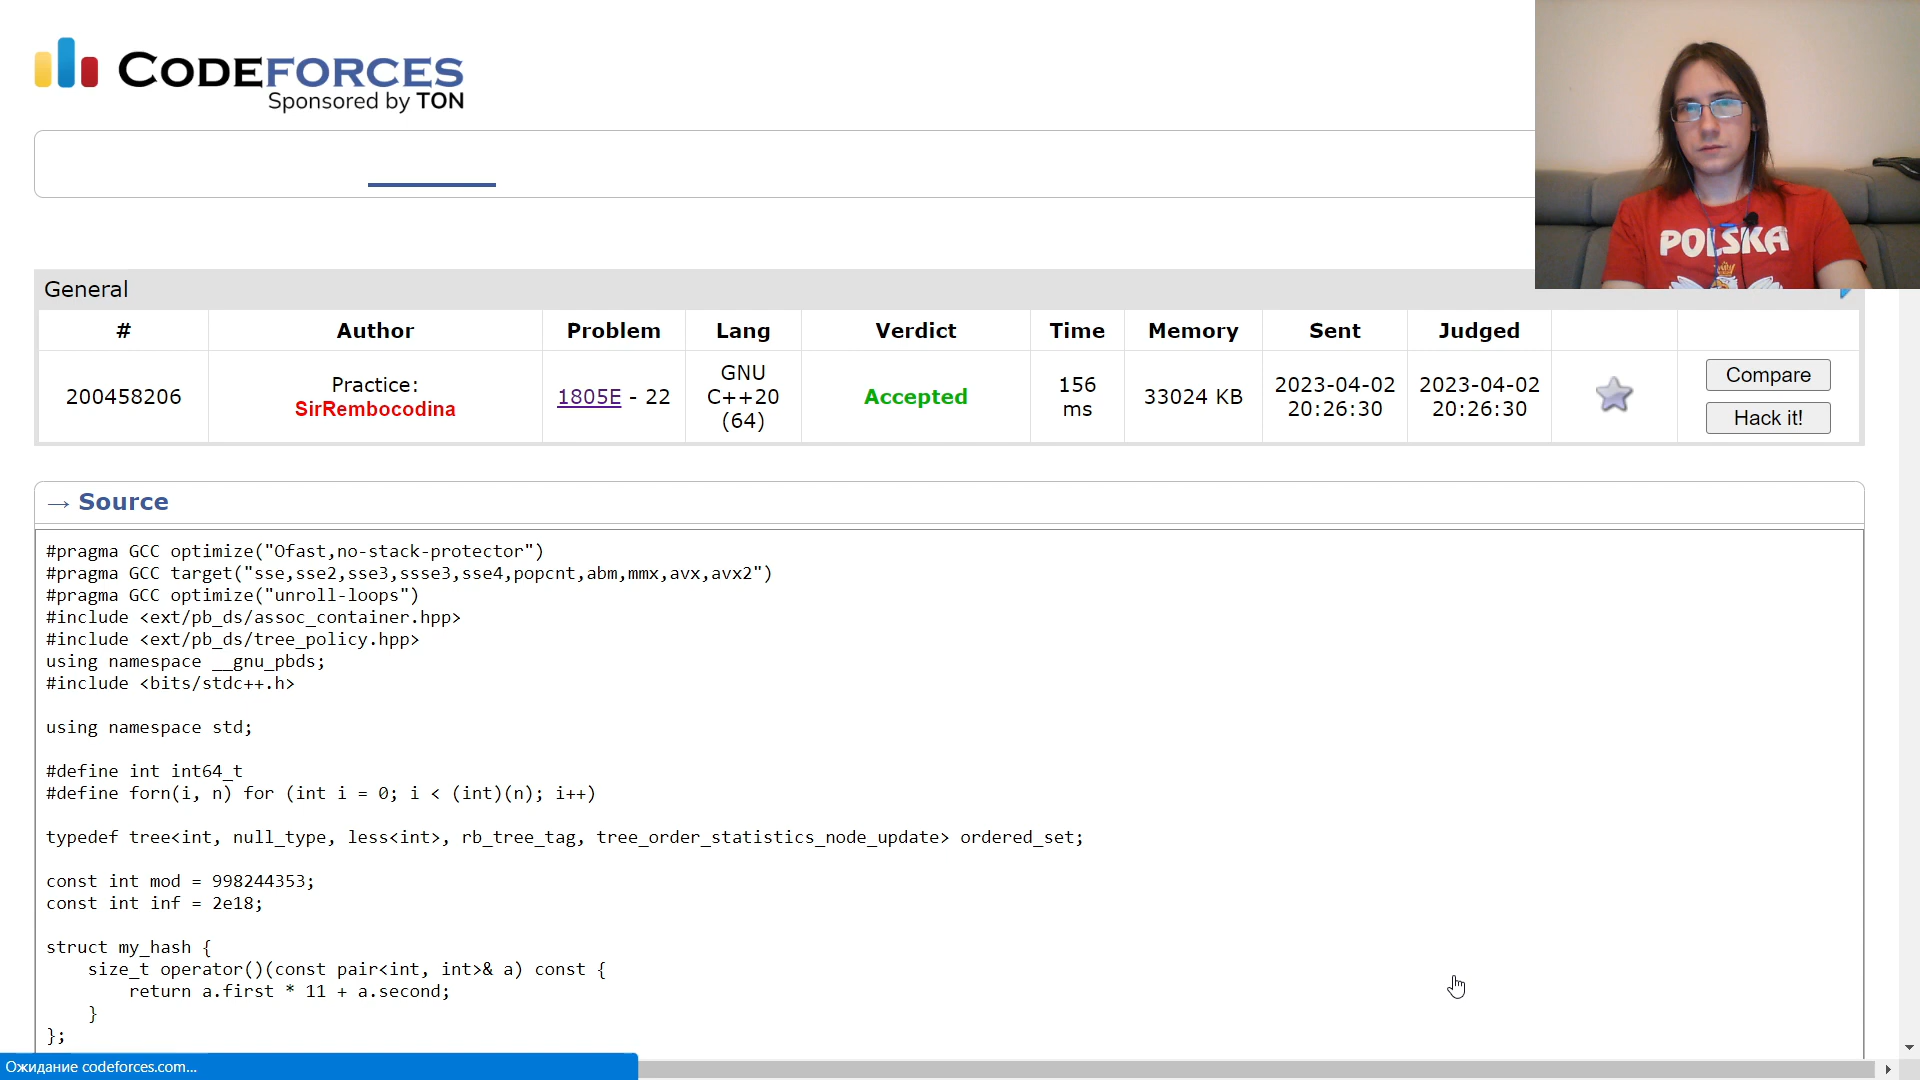 CODEFORCES
Sponsored by TON
POLSKA
General
# Author Problem Lang Verdict Time Memory Sent Judged
200458206 Practice: SirRembocodina 1805E - 22 GNU C++20 (64) Accepted 156 ms 33024 KB 2023-04-02 20:26:30 2023-04-02 20:26:30 Compare Hack it!
→ Source
#pragma GCC optimize("Ofast,no-stack-protector")
#pragma GCC target("sse,sse2,sse3,ssse3,sse4,popcnt,abm,mmx,avx,avx2")
#pragma GCC optimize("unroll-loops")
#include <ext/pb_ds/assoc_container.hpp>
#include <ext/pb_ds/tree_policy.hpp>
using namespace __gnu_pbds;
#include <bits/stdc++.h>
using namespace std;
#define int int64_t
#define forn(i, n) for (int i = 0; i < (int)(n); i++)
typedef tree<int, null_type, less<int>, rb_tree_tag, tree_order_statistics_node_update> ordered_set;
const int mod = 998244353;
const int inf = 2e18;
struct my_hash {
    size_t operator()(const pair<int, int>& a) const {
        return a.first * 11 + a.second;
    }
};
Ожидание codeforces.com...